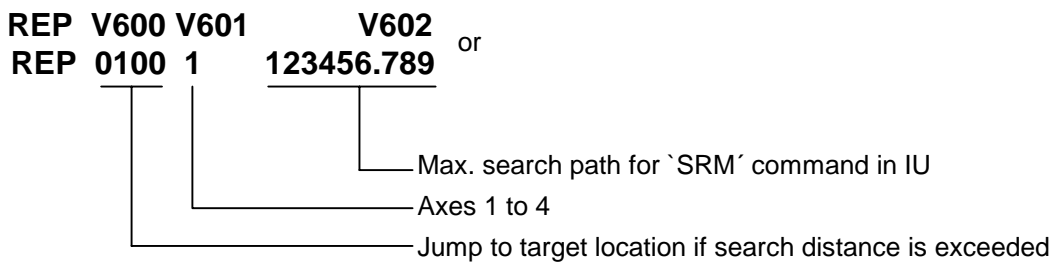 REP V600 V601 V602 or
REP 0100 1 123456.789
Max. search path for `SRM´ command in IU
Axes 1 to 4
Jump to target location if search distance is exceeded